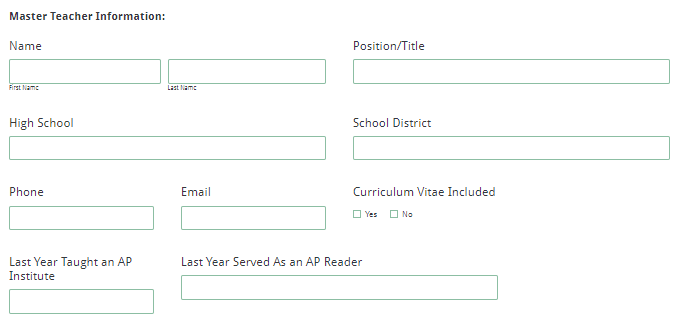 Master Teacher Information:
Name
Position/Title
First Name
Last Name
High School
School District
Phone
Email
Curriculum Vitae Included
Yes
No
Last Year Taught an AP
Institute
Last Year Served As an AP Reader